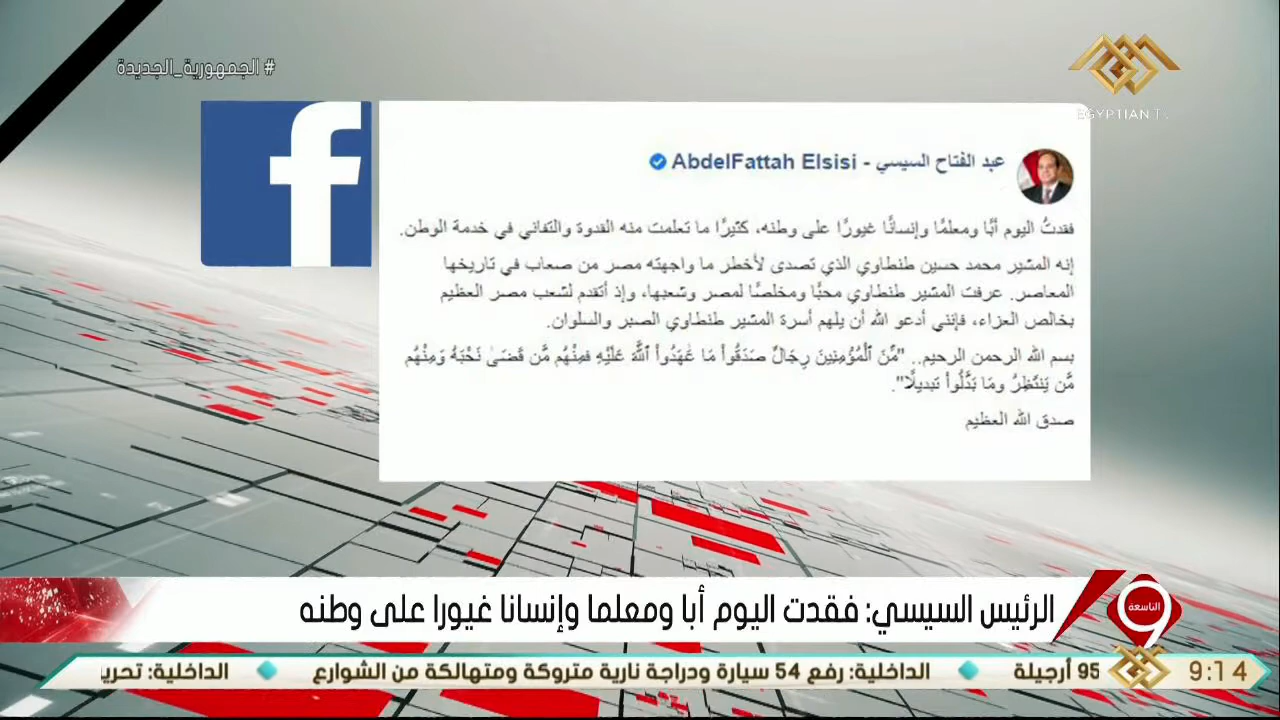 # الجمهورية_الجديدة
EGYPTIAN T
عبد الفتاح السيسي - AbdelFattah Elsisi
فقدتُ اليوم أبًا ومعلمًا وإنسانًا غيورًا على وطنه، كثيرًا ما تعلمت منه القدوة والتفاني في خدمة الوطن.
إنه المشير محمد حسين طنطاوي الذي تصدى لأخطر ما واجهته مصر من صعاب في تاريخها
المعاصر. عرفت المشير طنطاوي محبًا ومخلصًا لمصر وشعبها، وإذ أتقدم لشعب مصر العظيم
بخالص العزاء، فإنني أدعو الله أن يلهم أسرة المشير طنطاوي الصبر والسلوان.
بسم الله الرحمن الرحيم.. "مِّنَ ٱلْمُؤْمِنِينَ رِجَالٌ صَدَقُوا۟ مَا عَٰهَدُوا۟ ٱللَّهَ عَلَيْهِ فَمِنْهُم مَّن قَضَىٰ نَحْبَهُ وَمِنْهُم
مَّن يَنتَظِرُ وَمَا بَدَّلُوا۟ تبديلًا".
صدق الله العظيم
الرئيس السيسي: فقدت اليوم أبا ومعلما وإنسانا غيورا على وطنه
التاسعة
9
9:14
95 أرجيلة ◆ الداخلية: رفع 54 سيارة ودراجة نارية متروكة ومتهالكة من الشوارع ◆ الداخلية: تحرير